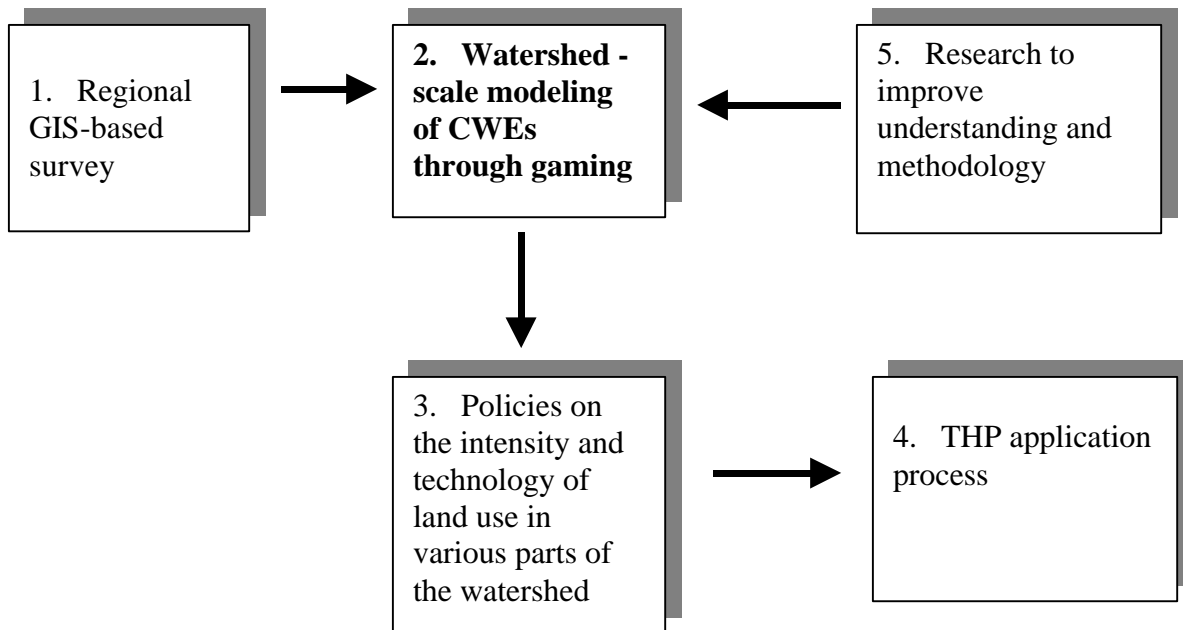 1. Regional
GIS-based
survey
2. Watershed -
scale modeling
of CWEs
through gaming
5. Research to
improve
understanding and
methodology
3. Policies on
the intensity and
technology of
land use in
various parts of
the watershed
4. THP application
process